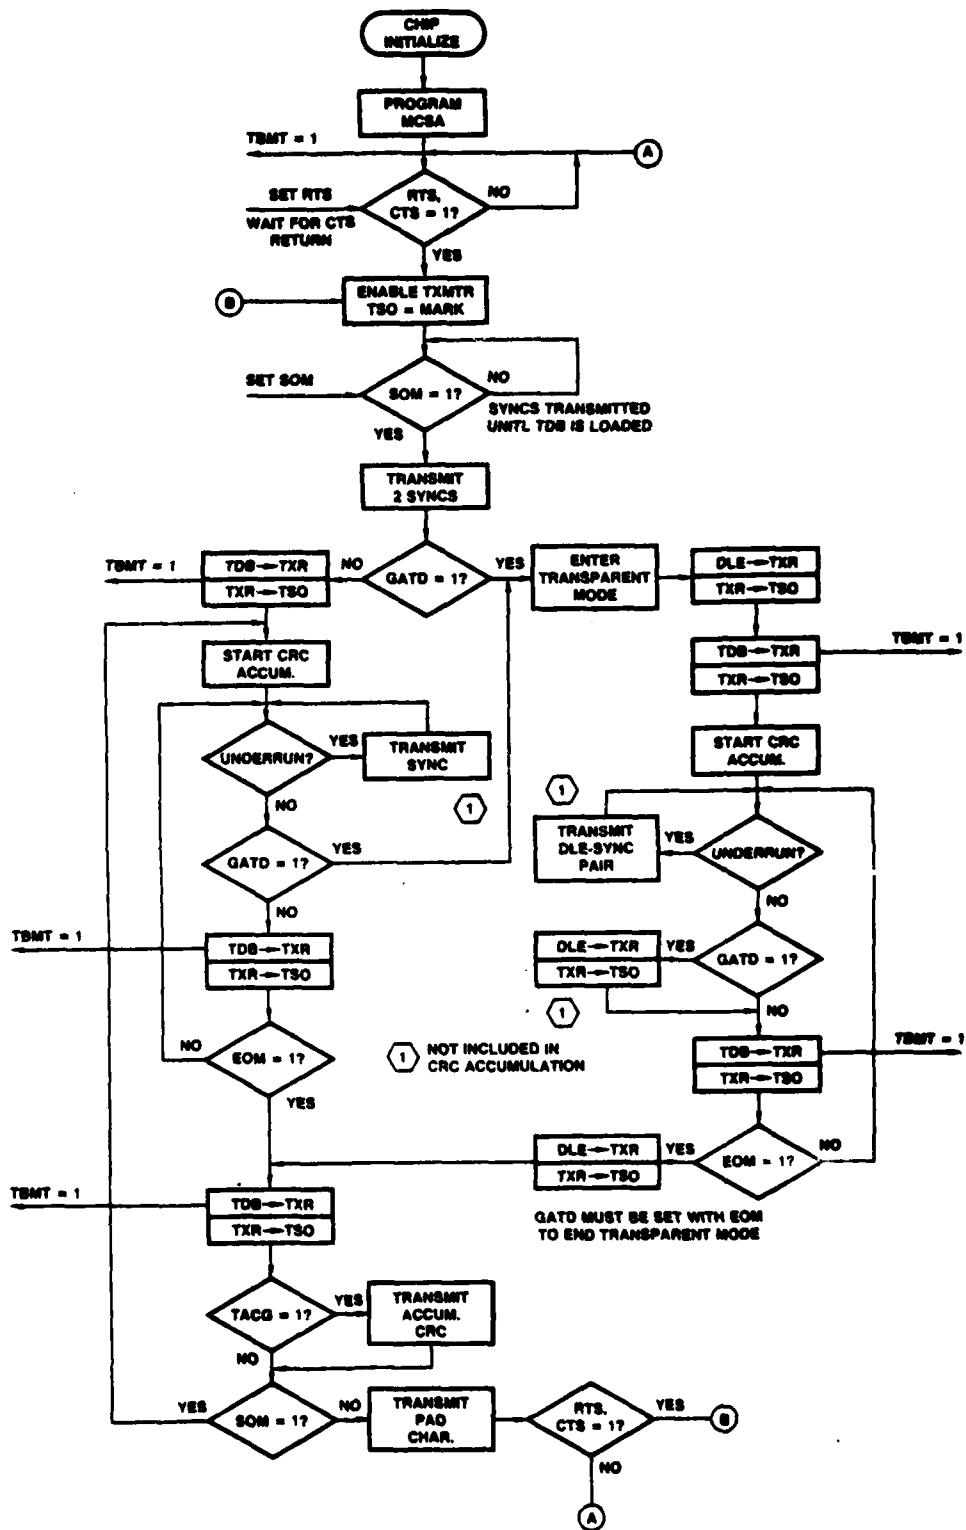 CHIP
INITIALIZE
PROGRAM
MCSA
TBMT = 1
A
SET RTS
WAIT FOR CTS
RETURN
RTS,
CTS = 1?
NO
YES
B
ENABLE TXMTR
TSO = MARK
SET SOM
SOM = 1?
NO
SYNCS TRANSMITTED
UNITL TDB IS LOADED
YES
TRANSMIT
2 SYNCS
TBMT = 1
TDB→TXR
TXR→TSO
NO
GATD = 1?
YES
ENTER
TRANSPARENT
MODE
DLE→TXR
TXR→TSO
TDB→TXR
TXR→TSO
TBMT = 1
START CRC
ACCUM.
START CRC
ACCUM.
UNDERRUN?
YES
TRANSMIT
SYNC
NO
1
1
TRANSMIT
DLE-SYNC
PAIR
YES
UNDERRUN?
NO
GATD = 1?
YES
NO
TBMT = 1
TDB→TXR
TXR→TSO
DLE→TXR
TXR→TSO
YES
GATD = 1?
NO
1
NO
EOM = 1?
YES
1 NOT INCLUDED IN
CRC ACCUMULATION
TDB→TXR
TXR→TSO
TBMT = 1
DLE→TXR
TXR→TSO
YES
EOM = 1?
NO
GATD MUST BE SET WITH EOM
TO END TRANSPARENT MODE
TBMT = 1
TDB→TXR
TXR→TSO
TACG = 1?
YES
TRANSMIT
ACCUM.
CRC
NO
YES
SOM = 1?
NO
TRANSMIT
PAD
CHAR.
RTS,
CTS = 1?
YES
B
NO
A